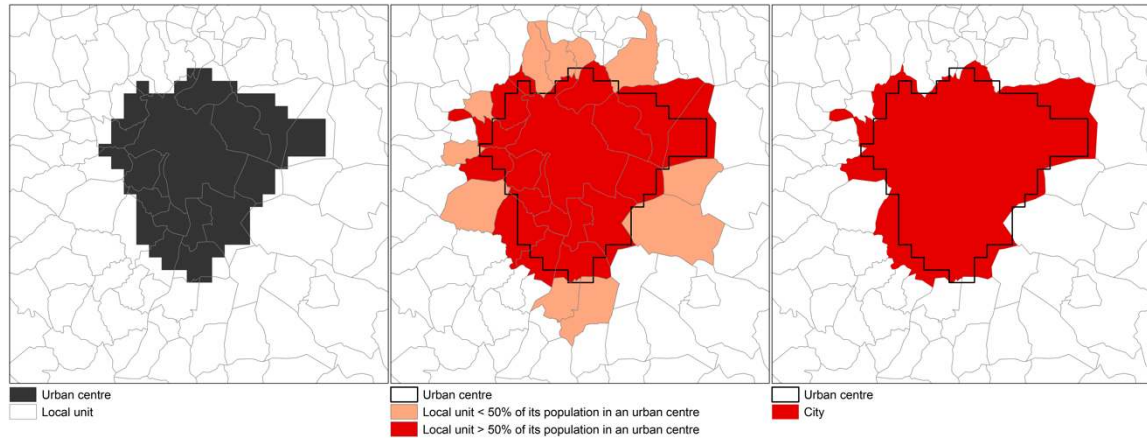 Urban centre
Local unit
Urban centre
Local unit < 50% of its population in an urban centre
Local unit > 50% of its population in an urban centre
Urban centre
City